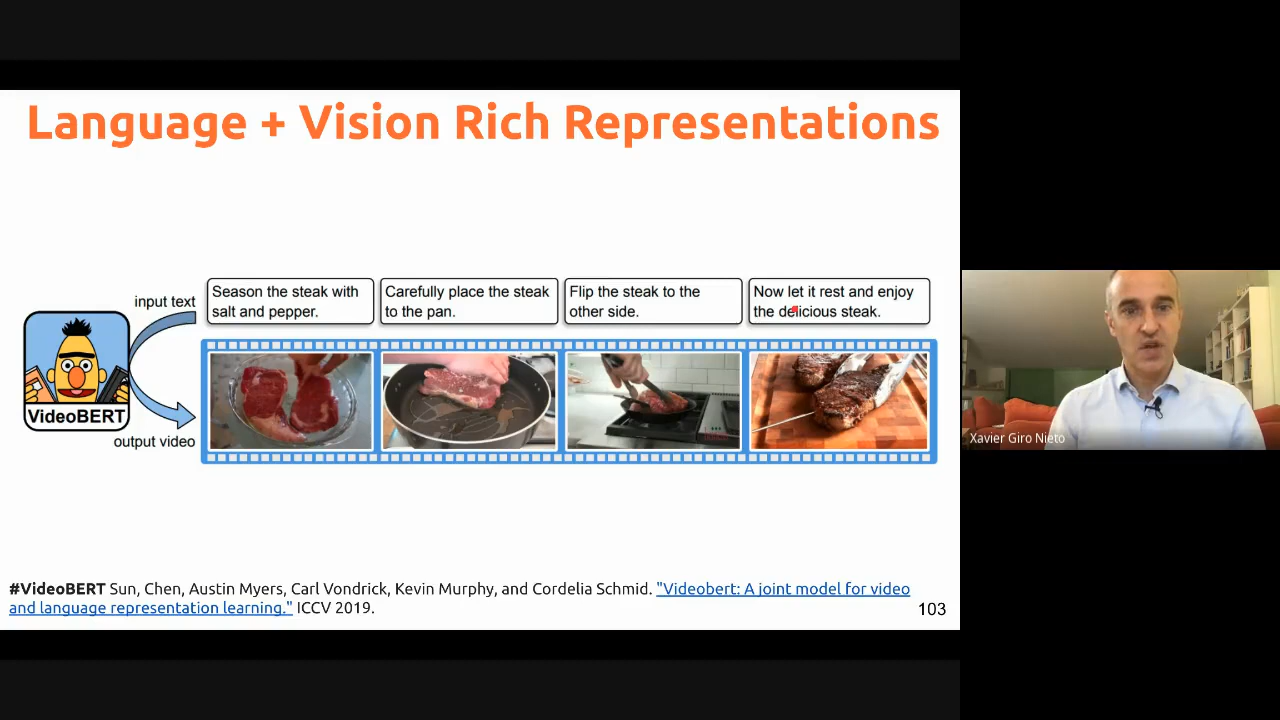 Language + Vision Rich Representations
input text
Season the steak with
salt and pepper.
Carefully place the steak
to the pan.
Flip the steak to the
other side.
Now let it rest and enjoy
the delicious steak.
VideoBERT
output video
Xavier Giro Nieto
#VideoBERT Sun, Chen, Austin Myers, Carl Vondrick, Kevin Murphy, and Cordelia Schmid. "Videobert: A joint model for video
and language representation learning." ICCV 2019.
103